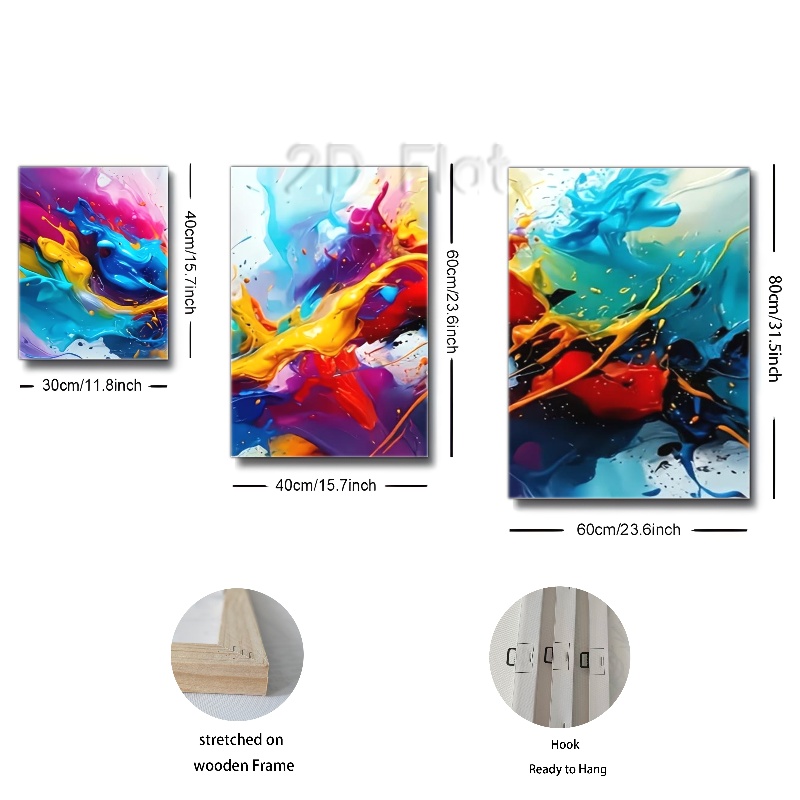 2D Flat
40cm/15.7inch
30cm/11.8inch
60cm/23.6inch
40cm/15.7inch
80cm/31.5inch
60cm/23.6inch
stretched on
wooden Frame
Hook
Ready to Hang